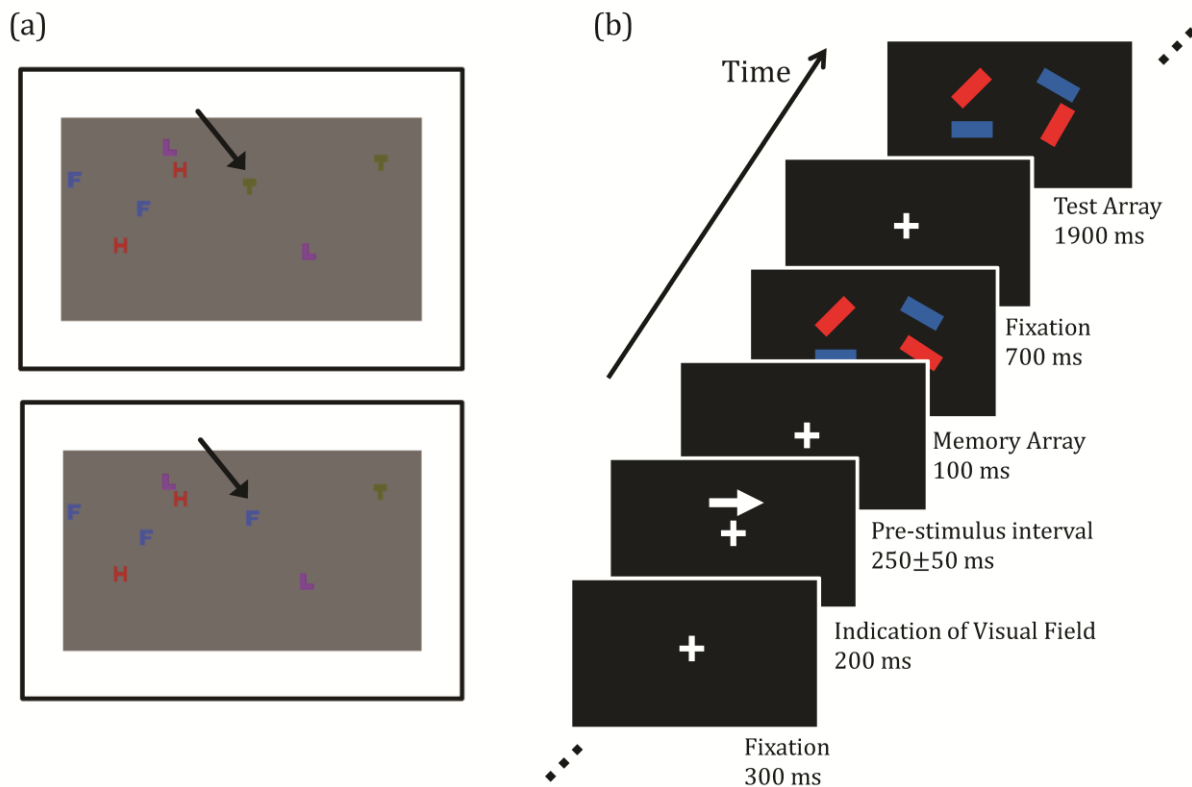 (a)
L
H
F
T
T
F
H
L
L
H
F
F
T
F
H
L
(b)
Time
Test Array
1900 ms
Fixation
700 ms
Memory Array
100 ms
Pre-stimulus interval
250±50 ms
Indication of Visual Field
200 ms
Fixation
300 ms